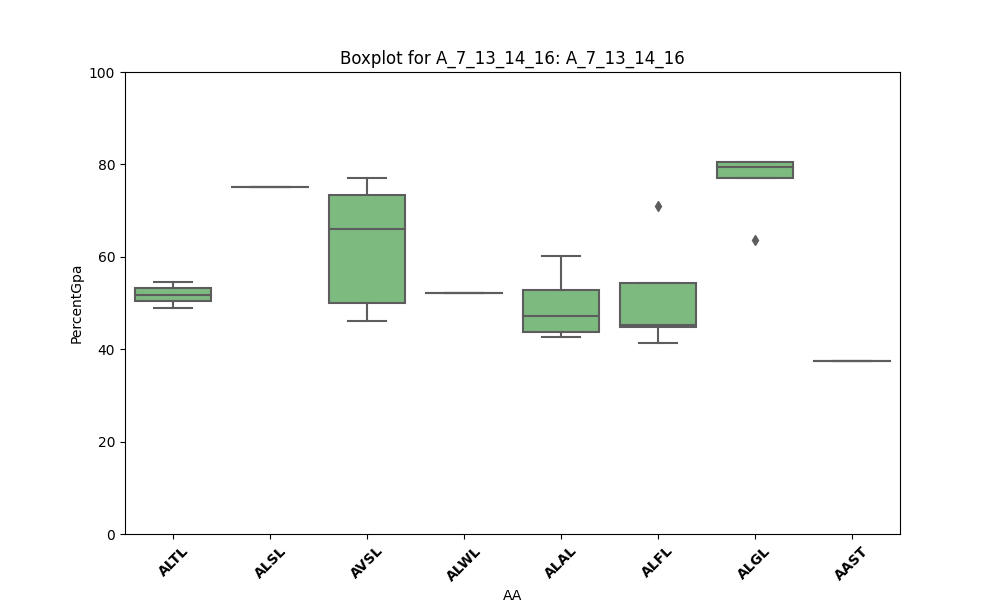 Boxplot for A_7_13_14_16: A_7_13_14_16
100
80
60
40
20
0
PercentGpa
ALTL ALSL AVSL ALWL ALAL ALFL ALGL AAST
AA